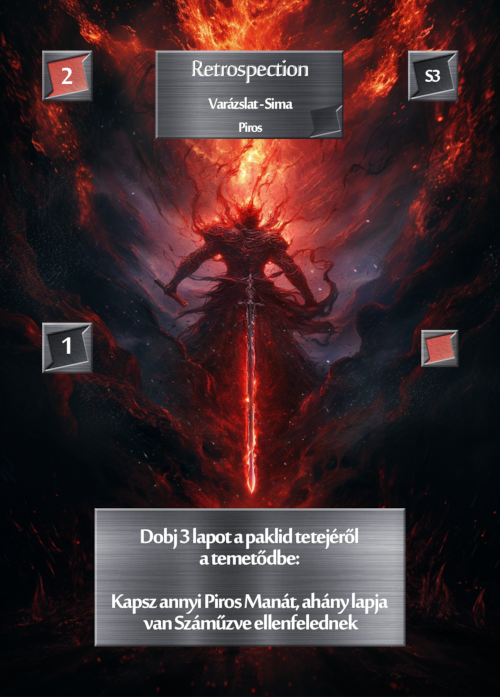 2
Retrospection
S3
Varázslat - Sima
Piros
1
Dobj 3 lapot a paklid tetejéről
a temetődbe:
Kapsz annyi Piros Manát, ahány lapja
van Száműzve ellenfelednek